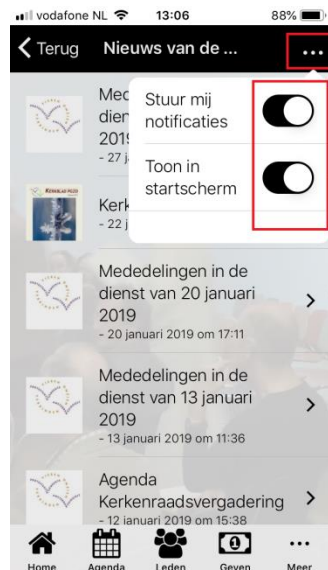 vodafone NL 13:06 88%
Terug Nieuws van de ... ...
Stuur mij
notificaties
Toon in
startscherm
dien
2019
- 27 j
Kerk
- 22 j
Mededelingen in de
dienst van 20 januari
2019
- 20 januari 2019 om 17:11
Mededelingen in de
dienst van 13 januari
2019
- 13 januari 2019 om 11:36
Agenda
Kerkenraadsvergadering
- 12 januari 2019 om 15:38
Home Agenda Leden Geven Meer